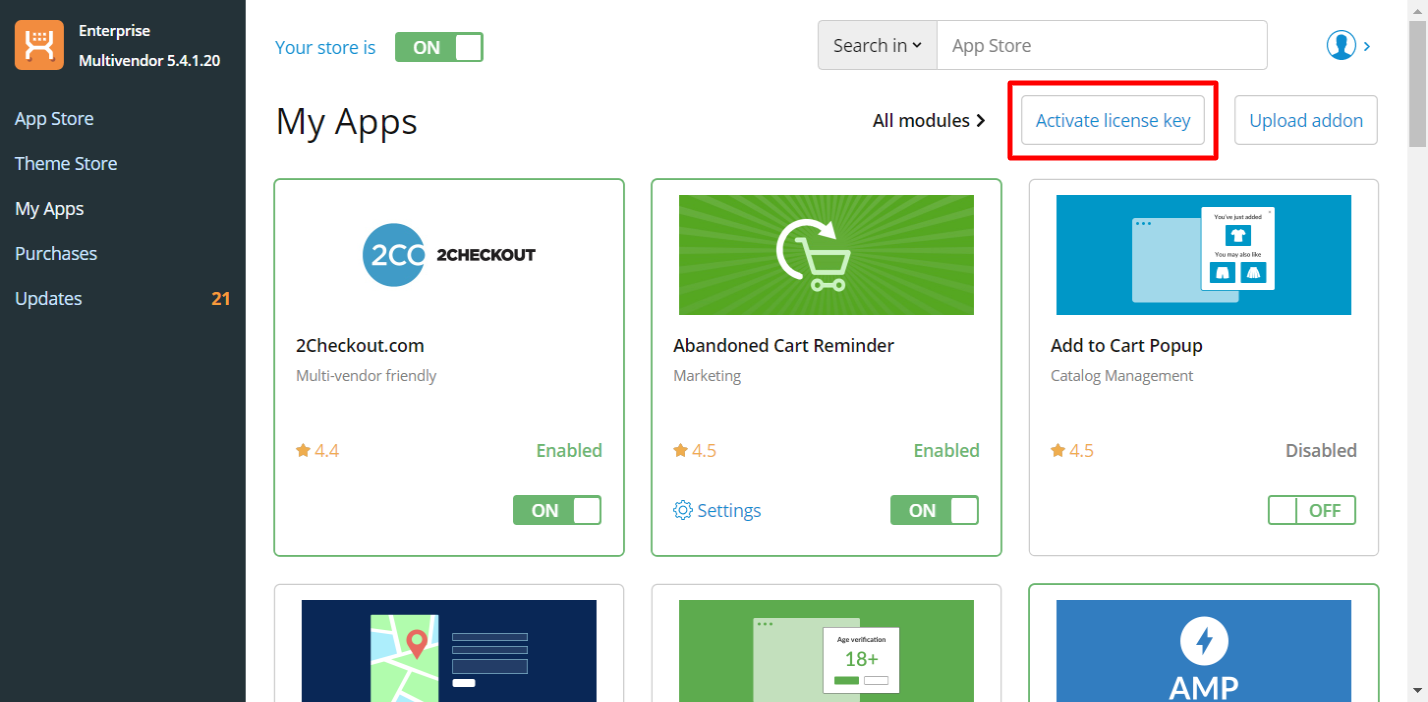 Enterprise
Multivendor 5.4.1.20
App Store
Theme Store
My Apps
Purchases
Updates 21
Your store is ON
Search in App Store
My Apps
All modules
Activate license key
Upload addon
2CO 2CHECKOUT
You've just added
You may also like
2Checkout.com
Multi-vendor friendly
4.4 Enabled
ON
Abandoned Cart Reminder
Marketing
4.5 Enabled
Settings ON
Add to Cart Popup
Catalog Management
4.5 Disabled
OFF
Age verification
18+
AMP